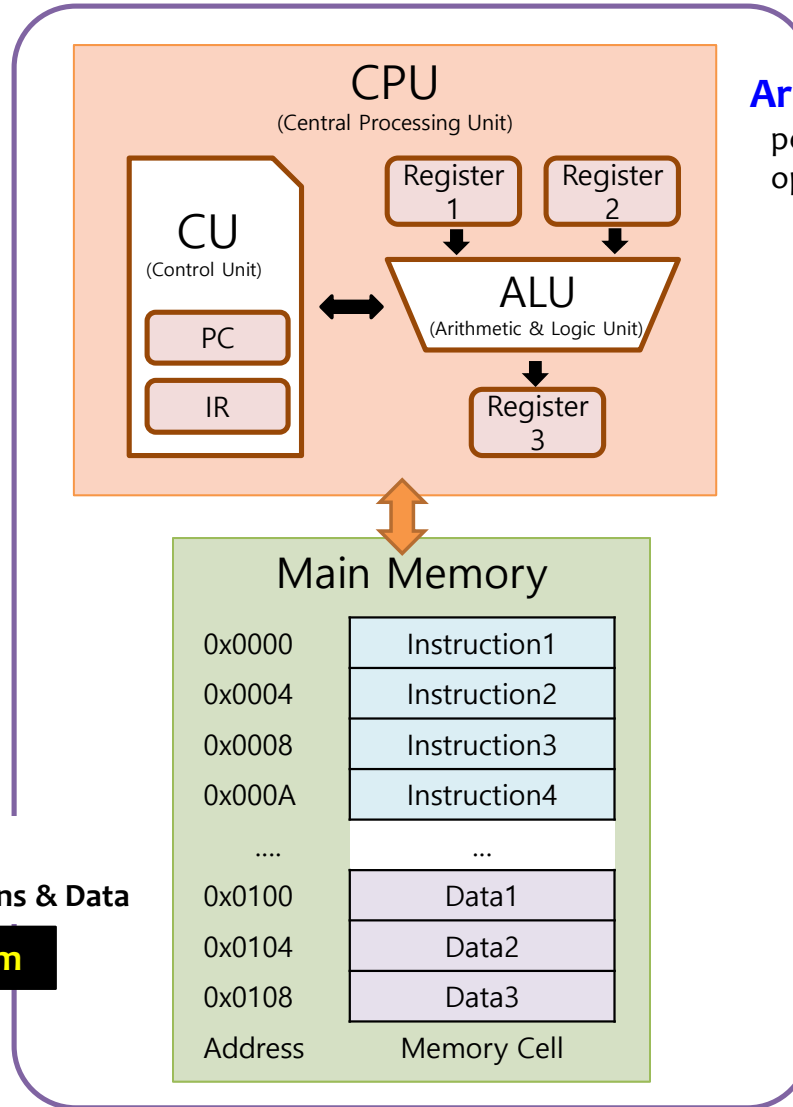 CPU
(Central Processing Unit)
Ar
Register
1
Register
2
CU
(Control Unit)
ALU
(Arithmetic & Logic Unit)
PC
IR
Register
3
Main Memory
0x0000 Instruction1
0x0004 Instruction2
0x0008 Instruction3
0x000A Instruction4
.... ...
ns & Data
0x0100 Data1
m
0x0104 Data2
0x0108 Data3
Address Memory Cell